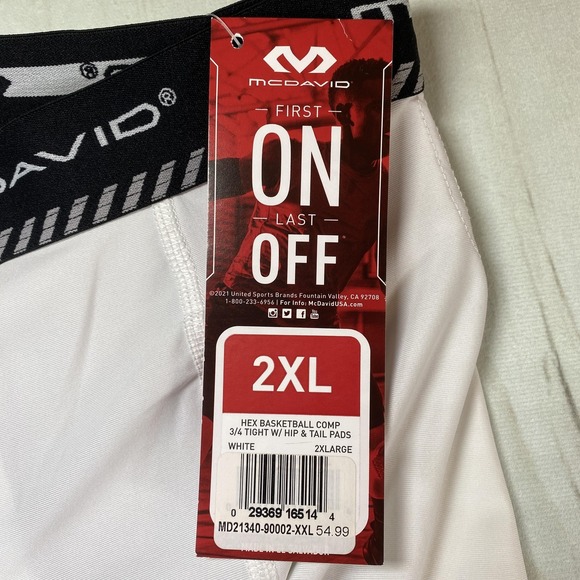 DAVID®
MCDAVID
FIRST
ON
LAST
OFF
©2021 United Sports Brands Fountain Valley, CA 92708
1-800-233-6956 | For Info: McDavidUSA.com
2XL
HEX BASKETBALL COMP
3/4 TIGHT W/ HIP & TAIL PADS
WHITE 2XLARGE
0 29369 16514 4
MD21340-90002-XXL 54.99